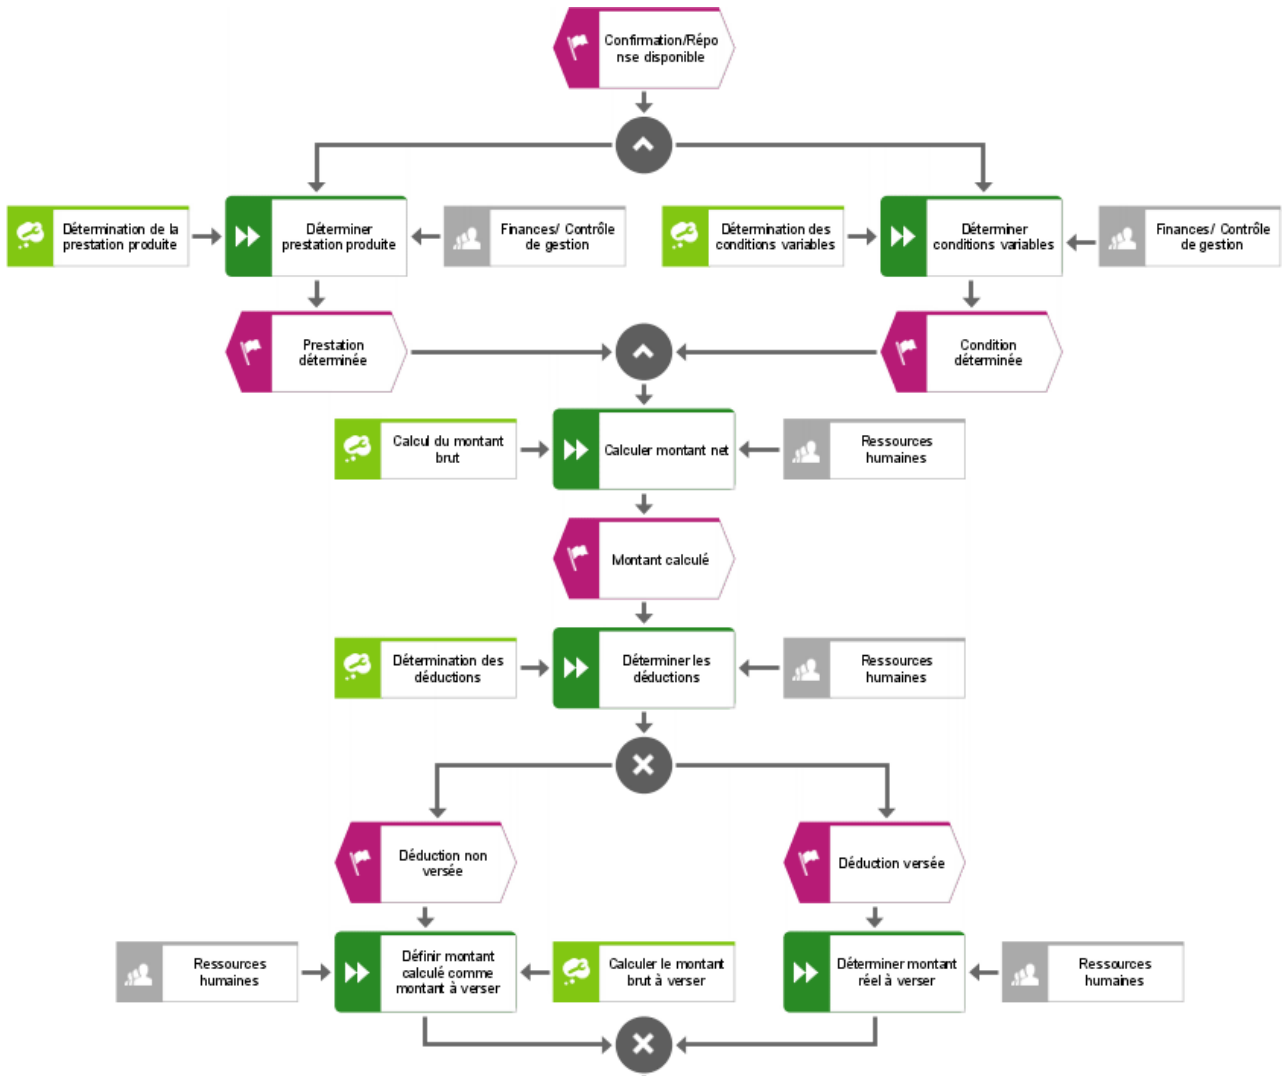 Confirmation/Répo
nse disponible
Détermination de la
prestation produite
Déterminer
prestation produite
Finances/ Contrôle
de gestion
Détermination des
conditions variables
Déterminer
conditions variables
Finances/ Contrôle
de gestion
Prestation
déterminée
Condition
déterminée
Calcul du montant
brut
Calculer montant net
Ressources
humaines
Montant calculé
Détermination des
déductions
Déterminer les
déductions
Ressources
humaines
Déduction non
versée
Déduction versée
Ressources
humaines
Définir montant
calculé comme
montant à verser
Calculer le montant
brut à verser
Déterminer montant
réel à verser
Ressources
humaines